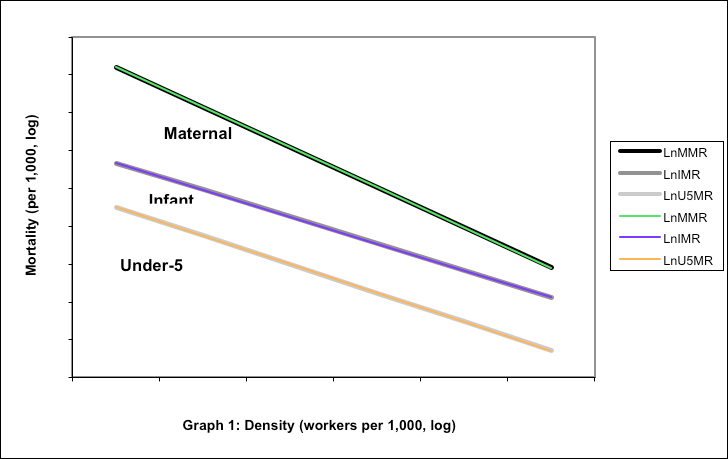 Mortality (per 1,000, log)
Maternal
Infant
Under-5
LnMMR
LnIMR
LnU5MR
LnMMR
LnIMR
LnU5MR
Graph 1: Density (workers per 1,000, log)